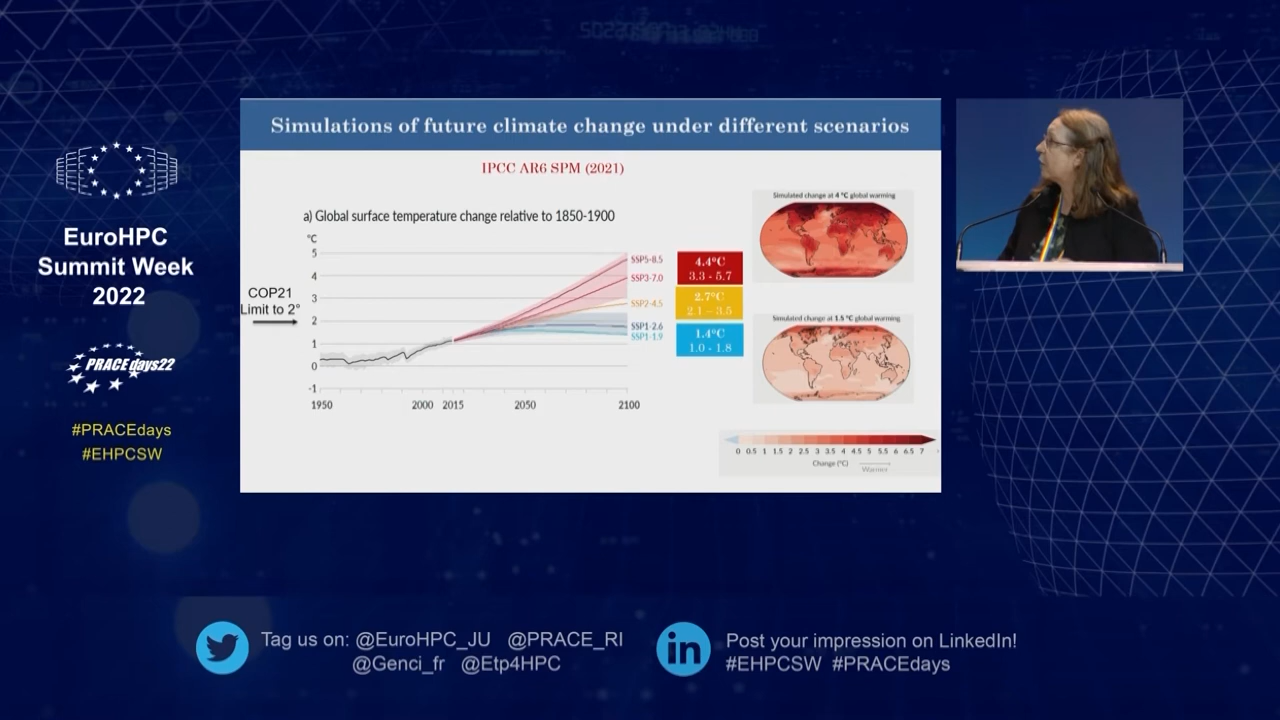 EuroHPC
Summit Week
2022
PRACE days22
#PRACEdays
#EHPCSW
Simulations of future climate change under different scenarios
IPCC AR6 SPM (2021)
a) Global surface temperature change relative to 1850-1900
°C
5
4
3
2
1
0
-1
1950 2000 2015 2050 2100
COP21
Limit to 2°
SSP5-8.5
SSP3-7.0
SSP2-4.5
SSP1-2.6
SSP1-1.9
4.4°C
3.3 - 5.7
2.7°C
2.1 – 3.5
1.4°C
1.0 - 1.8
Simulated change at 4 °C global warming
Simulated change at 1.5 °C global warming
0 0.5 1 1.5 2 2.5 3 3.5 4 4.5 5 5.5 6 6.5 7
Change (°C)
Warmer
Tag us on: @EuroHPC_JU @PRACE_RI
@Genci_fr @Etp4HPC
in
Post your impression on LinkedIn!
#EHPCSW #PRACEdays